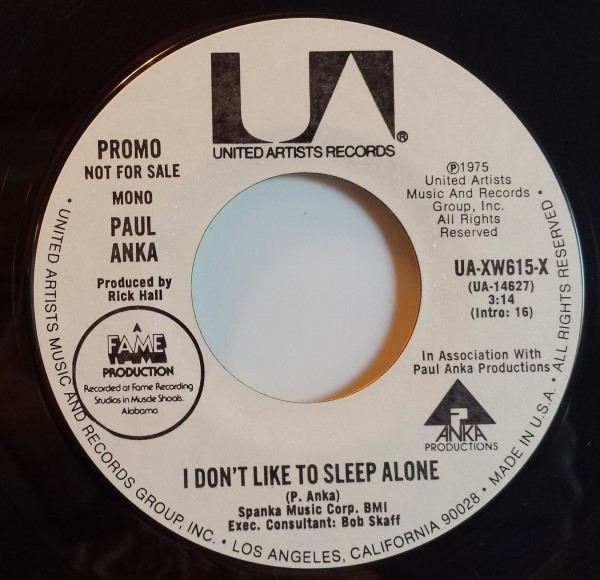 UA®
UNITED ARTISTS RECORDS
PROMO
NOT FOR SALE
MONO
PAUL
ANKA
Produced by
Rick Hall
A
FAME
PRODUCTION
Recorded at Fame Recording
Studios in Muscle Shoals,
Alabama
℗1975
United Artists
Music And Records
Group, Inc.
All Rights
Reserved
UA-XW615-X
(UA-14627)
3:14
(Intro: 16)
In Association With
Paul Anka Productions
P
ANKA
PRODUCTIONS
I DON'T LIKE TO SLEEP ALONE
(P. Anka)
Spanka Music Corp. BMI
Exec. Consultant: Bob Skaff
• UNITED ARTISTS MUSIC AND RECORDS GROUP, INC. • LOS ANGELES, CALIFORNIA 90028 • MADE IN U.S.A. • ALL RIGHTS RESERVED •